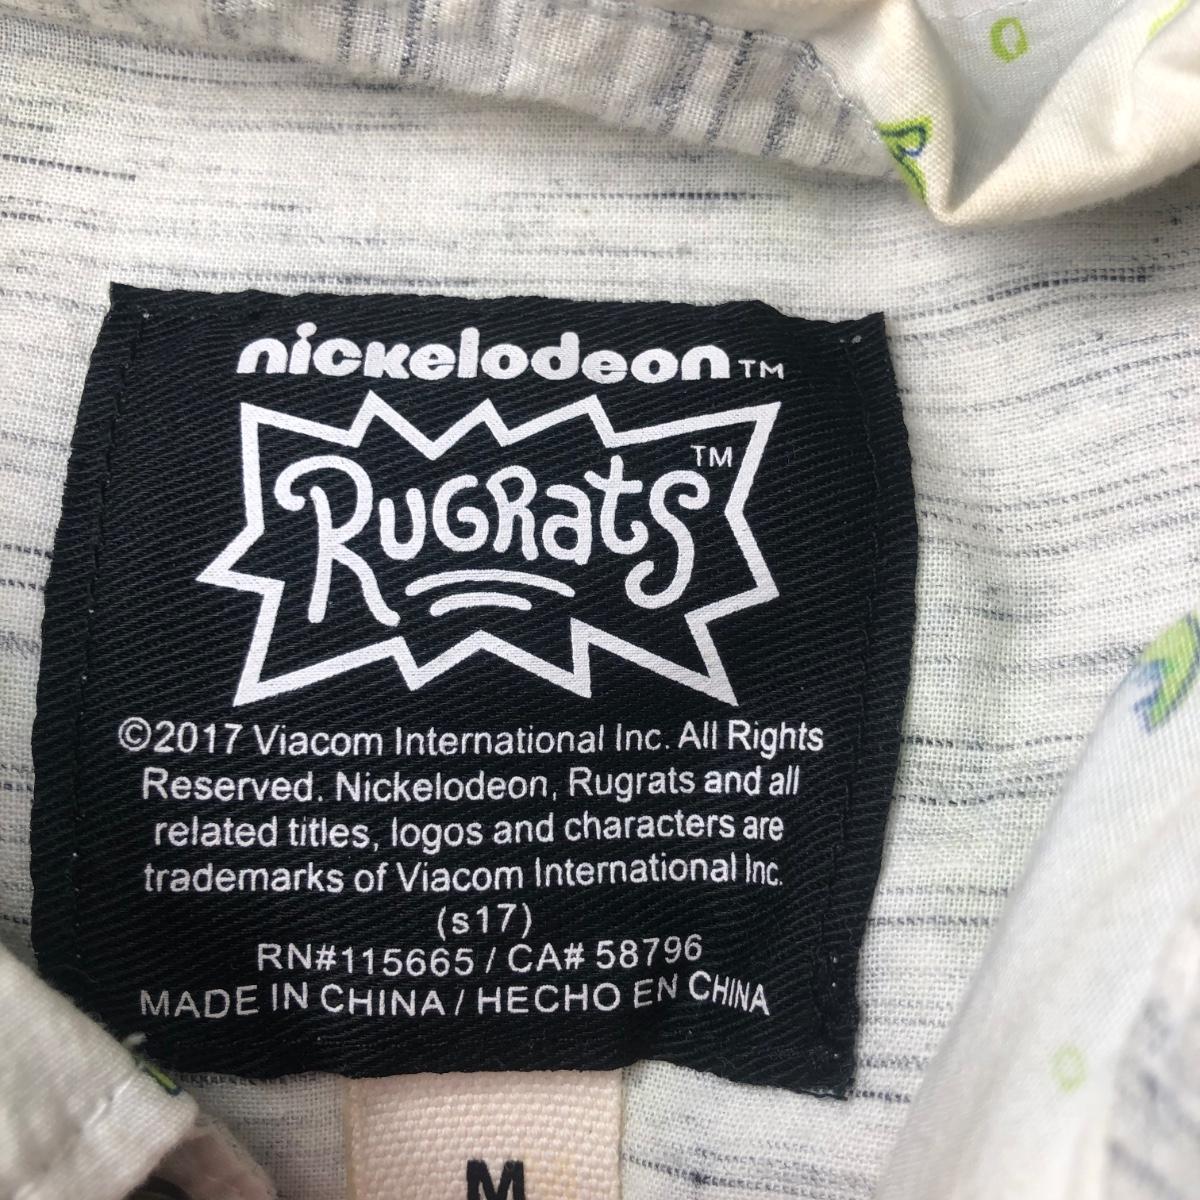 nickelodeon™
RUGRatS™
©2017 Viacom International Inc. All Rights
Reserved. Nickelodeon, Rugrats and all
related titles, logos and characters are
trademarks of Viacom International Inc.
(s17)
RN#115665 / CA# 58796
MADE IN CHINA / HECHO EN CHINA
M